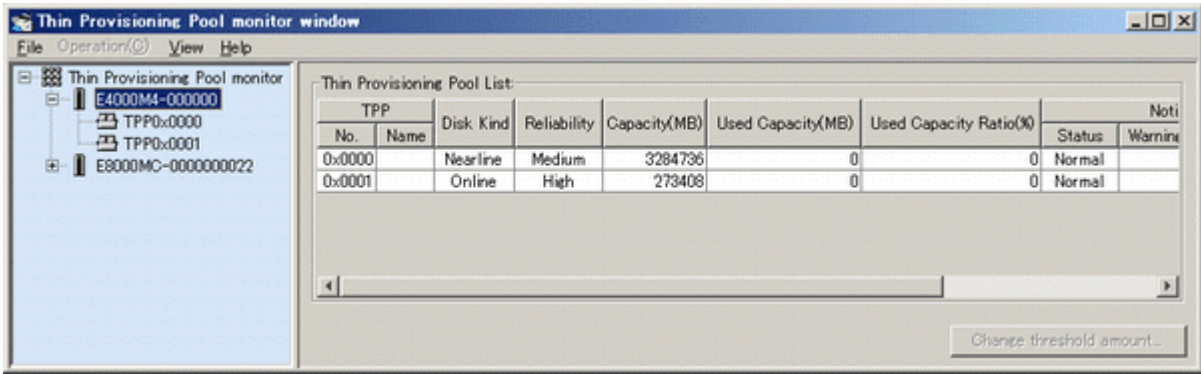 Thin Provisioning Pool monitor window
File Operation(C) View Help
Thin Provisioning Pool monitor
E4000M4-000000
TPP0x0000
TPP0x0001
E8000MC-0000000022
Thin Provisioning Pool List:
TPP Disk Kind Reliability Capacity(MB) Used Capacity(MB) Used Capacity Ratio(%) Noti
No. Name Status Warning
0x0000 Nearline Medium 3284736 0 0 Normal
0x0001 Online High 273408 0 0 Normal
Change threshold amount...